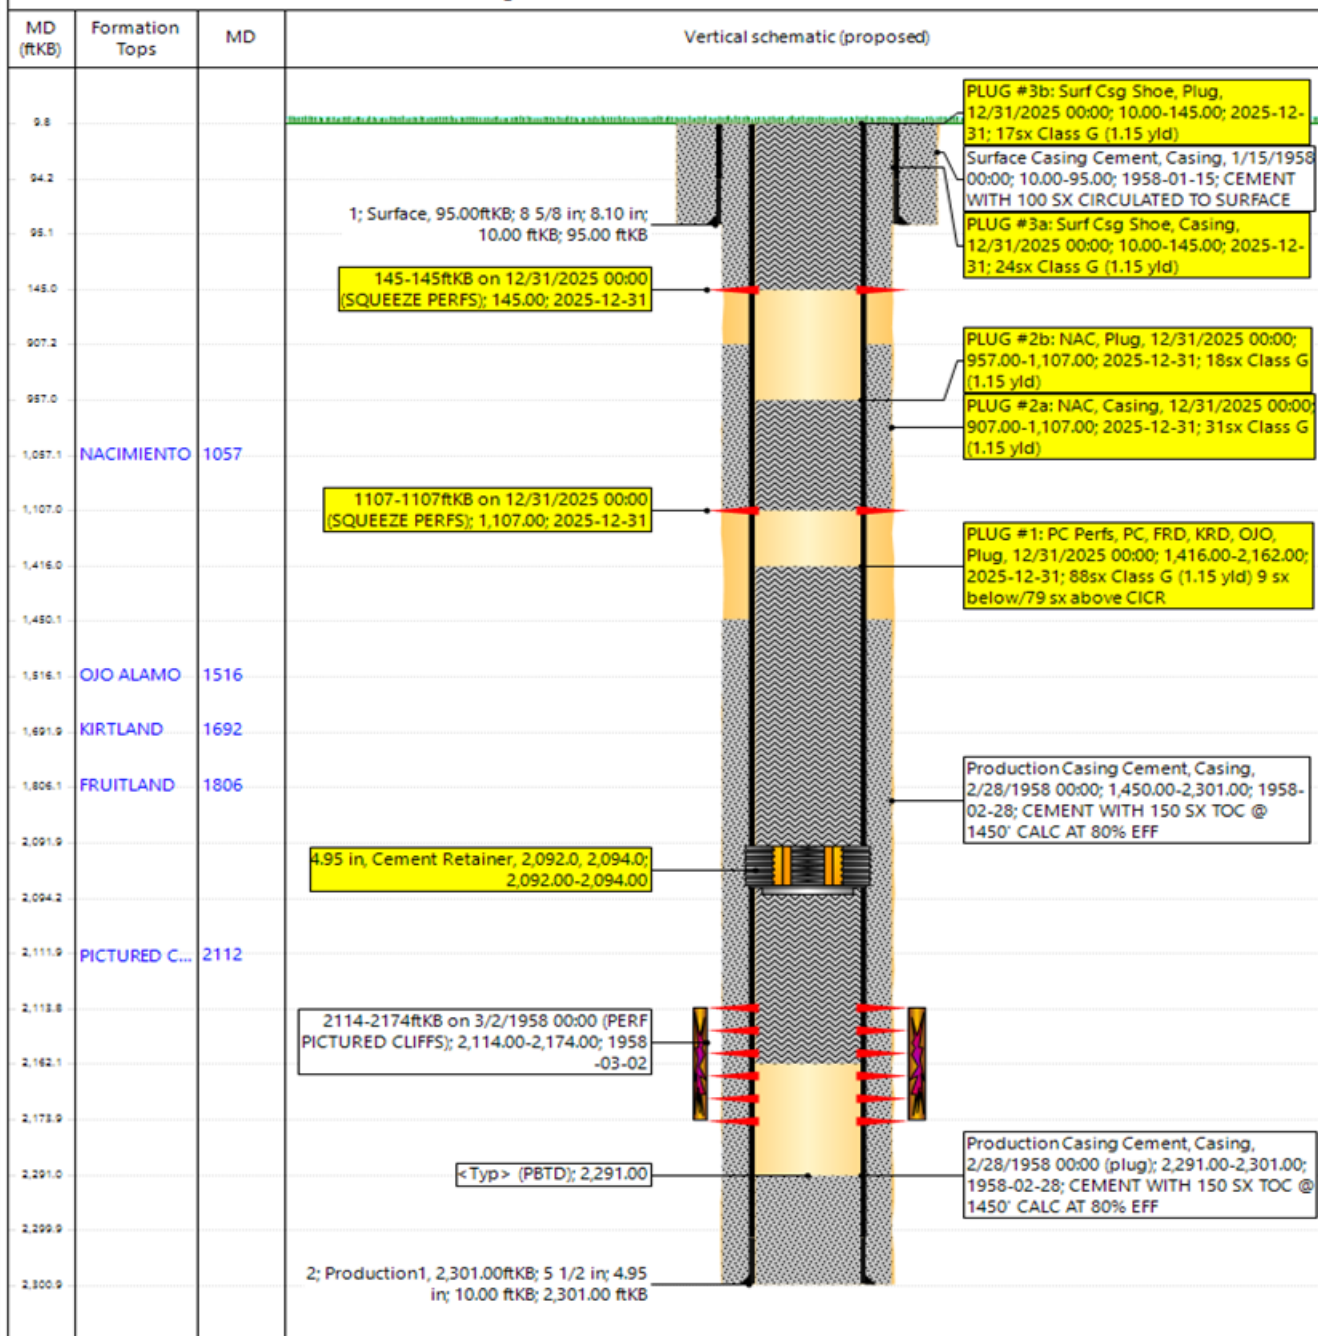 MD
(ftKB)
Formation
Tops
MD
Vertical schematic (proposed)
9.8
94.2
95.1
145.0
907.2
957.0
1,057.1
1,107.0
1,416.0
1,450.1
1,516.1
1,691.9
1,806.1
2,091.9
2,094.2
2,111.9
2,113.8
2,162.1
2,173.9
2,291.0
2,299.9
2,300.9
NACIMIENTO 1057
OJO ALAMO 1516
KIRTLAND 1692
FRUITLAND 1806
PICTURED C... 2112
1; Surface, 95.00ftKB; 8 5/8 in; 8.10 in;
10.00 ftKB; 95.00 ftKB
145-145ftKB on 12/31/2025 00:00
(SQUEEZE PERFS); 145.00; 2025-12-31
1107-1107ftKB on 12/31/2025 00:00
(SQUEEZE PERFS); 1,107.00; 2025-12-31
4.95 in, Cement Retainer, 2,092.0, 2,094.0;
2,092.00-2,094.00
2114-2174ftKB on 3/2/1958 00:00 (PERF
PICTURED CLIFFS); 2,114.00-2,174.00; 1958
-03-02
<Typ> (PBTD); 2,291.00
2; Production1, 2,301.00ftKB; 5 1/2 in; 4.95
in; 10.00 ftKB; 2,301.00 ftKB
PLUG #3b: Surf Csg Shoe, Plug,
12/31/2025 00:00; 10.00-145.00; 2025-12-
31; 17sx Class G (1.15 yld)
Surface Casing Cement, Casing, 1/15/1958
00:00; 10.00-95.00; 1958-01-15; CEMENT
WITH 100 SX CIRCULATED TO SURFACE
PLUG #3a: Surf Csg Shoe, Casing,
12/31/2025 00:00; 10.00-145.00; 2025-12-
31; 24sx Class G (1.15 yld)
PLUG #2b: NAC, Plug, 12/31/2025 00:00;
957.00-1,107.00; 2025-12-31; 18sx Class G
(1.15 yld)
PLUG #2a: NAC, Casing, 12/31/2025 00:00;
907.00-1,107.00; 2025-12-31; 31sx Class G
(1.15 yld)
PLUG #1: PC Perfs, PC, FRD, KRD, OJO,
Plug, 12/31/2025 00:00; 1,416.00-2,162.00;
2025-12-31; 88sx Class G (1.15 yld) 9 sx
below/79 sx above CICR
Production Casing Cement, Casing,
2/28/1958 00:00; 1,450.00-2,301.00; 1958-
02-28; CEMENT WITH 150 SX TOC @
1450' CALC AT 80% EFF
Production Casing Cement, Casing,
2/28/1958 00:00 (plug); 2,291.00-2,301.00;
1958-02-28; CEMENT WITH 150 SX TOC @
1450' CALC AT 80% EFF